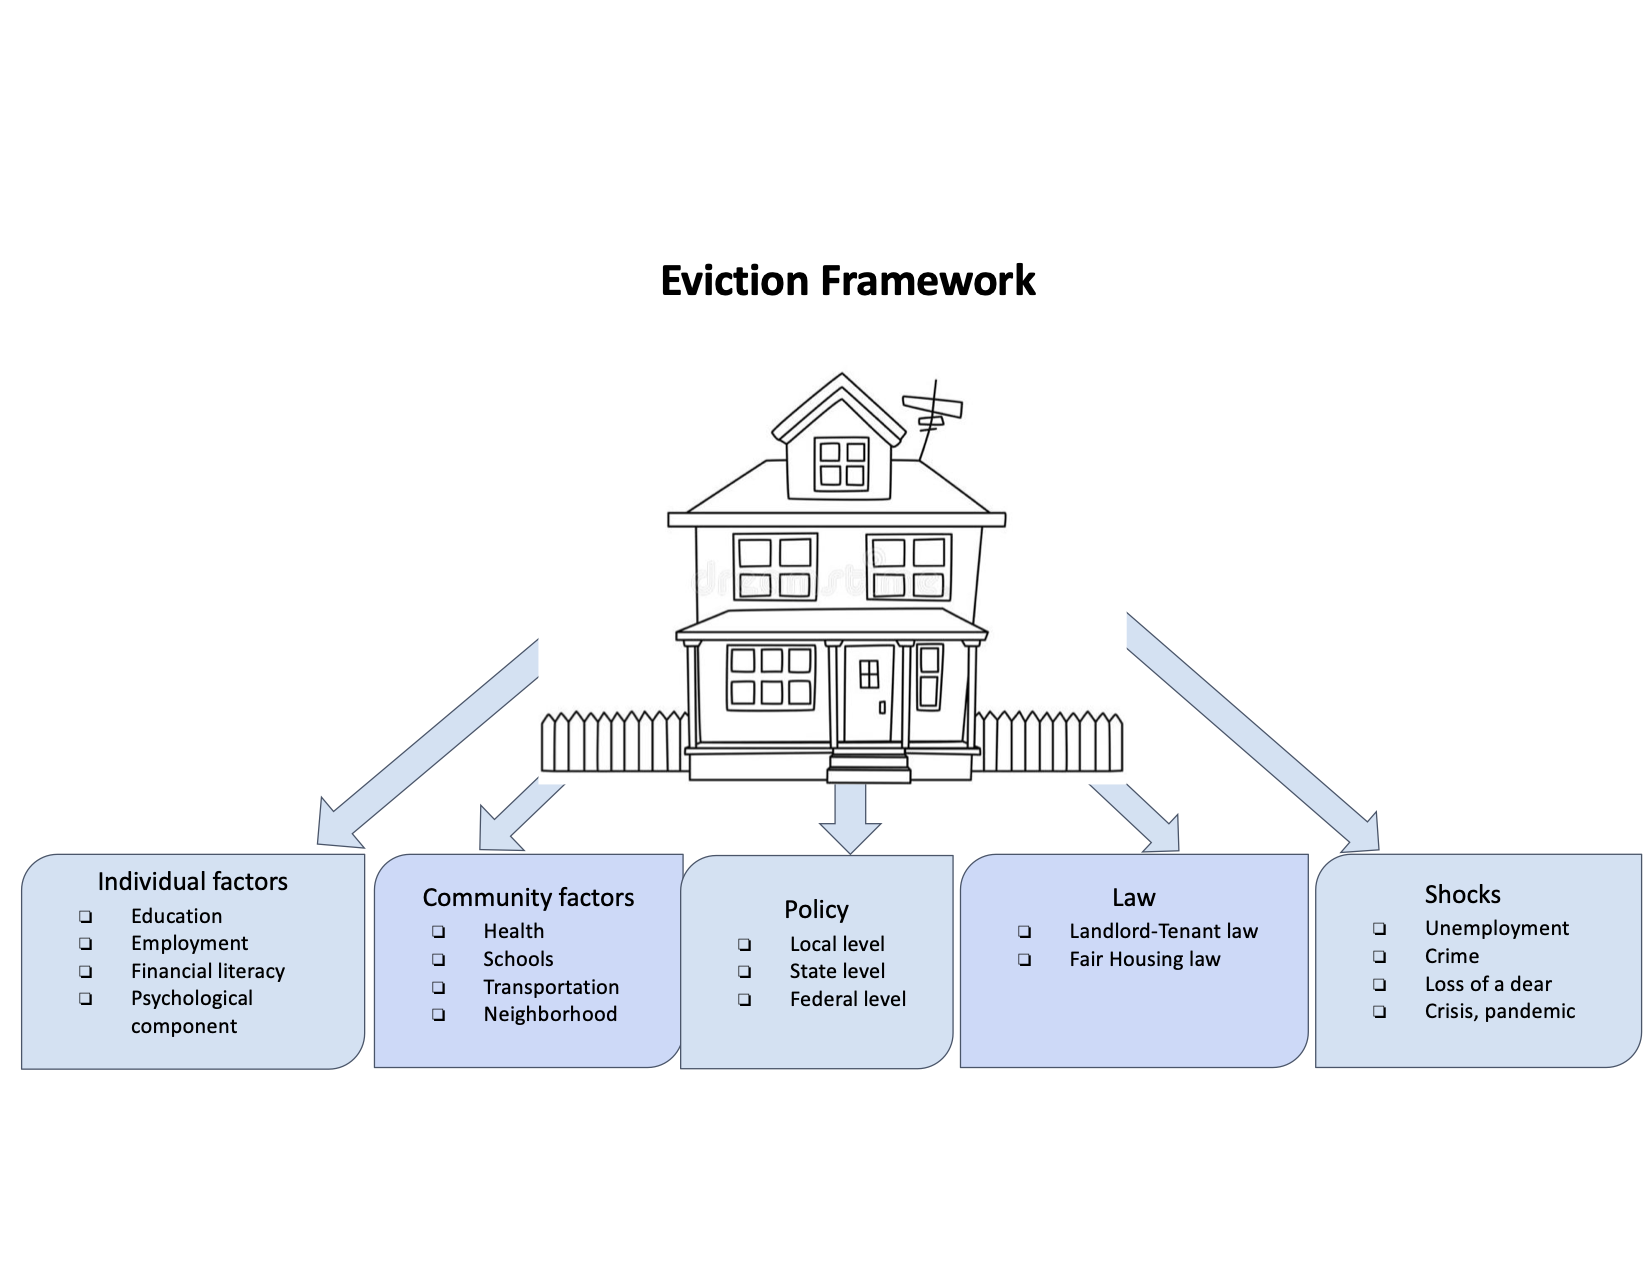 Eviction Framework
dreamstime
Individual factors
❏ Education
❏ Employment
❏ Financial literacy
❏ Psychological
component
Community factors
❏ Health
❏ Schools
❏ Transportation
❏ Neighborhood
Policy
❏ Local level
❏ State level
❏ Federal level
Law
❏ Landlord-Tenant law
❏ Fair Housing law
Shocks
❏ Unemployment
❏ Crime
❏ Loss of a dear
❏ Crisis, pandemic